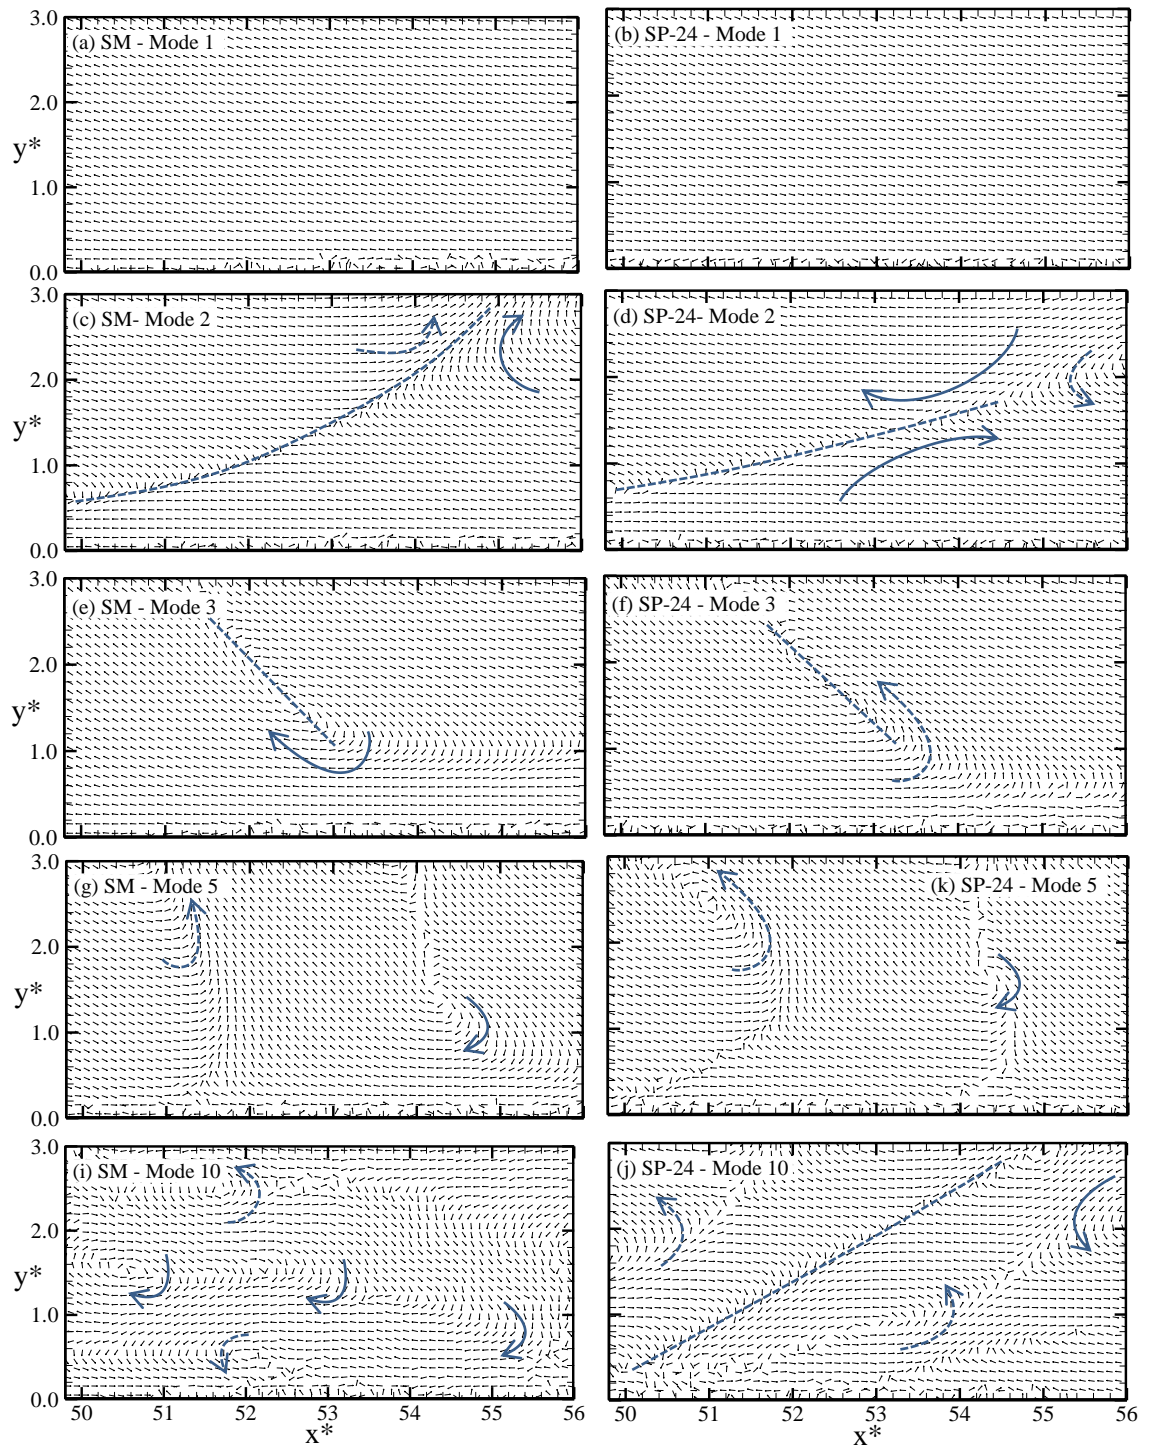 (a) SM - Mode 1
(b) SP-24 - Mode 1
3.0
2.0
y*
1.0
0.0
(c) SM- Mode 2
(d) SP-24- Mode 2
3.0
2.0
y*
1.0
0.0
(e) SM - Mode 3
(f) SP-24 - Mode 3
3.0
2.0
y*
1.0
0.0
(g) SM - Mode 5
(k) SP-24 - Mode 5
3.0
2.0
y*
1.0
0.0
(i) SM - Mode 10
(j) SP-24 - Mode 10
3.0
2.0
y*
1.0
0.0
50 51 52 53 54 55 56
50 51 52 53 54 55 56
x*
x*